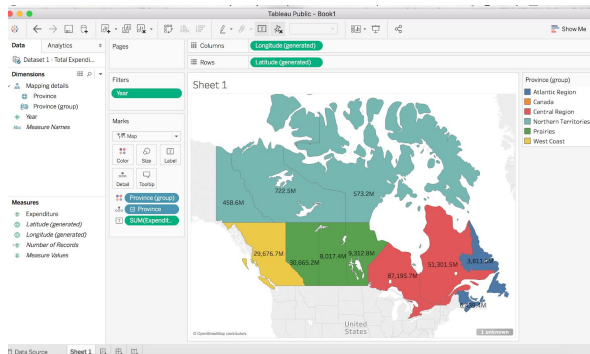 Tableau Public - Book1
Show Me
Data
Analytics
Dataset 1 - Total Expendi...
Dimensions
Mapping details
Province
Province (group)
Year
Abc Measure Names
Measures
Expenditure
Latitude (generated)
Longitude (generated)
Number of Records
Measure Values
Pages
Filters
Year
Marks
Map
Color
Size
Label
Detail
Tooltip
Province (group)
Province
SUM(Expendit..
Columns
Longitude (generated)
Rows
Latitude (generated)
Sheet 1
458.6M
722.5M
573.2M
29,676.7M
30,665.2M
8,017.4M
9,312.8M
87,195.7M
51,301.5M
© OpenStreetMap contributors
United
States
1 unknown
Province (group)
Atlantic Region
Canada
Central Region
Northern Territories
Prairies
West Coast
Data Source
Sheet 1